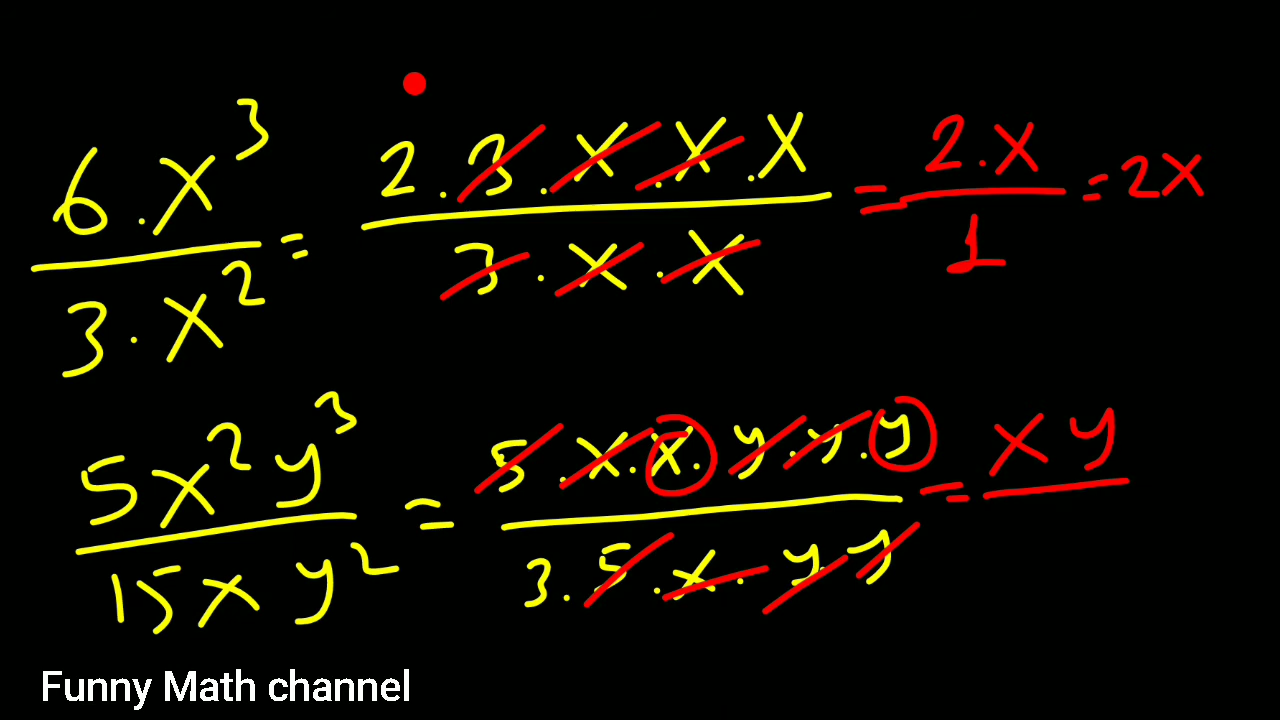 6.x³/3.x² = 2.3.x.x.x/3.x.x = 2.x/1 = 2x
5x²y³/15xy² = 5.x.x.y.y.y/3.5.x.y y = xy/
Funny Math channel